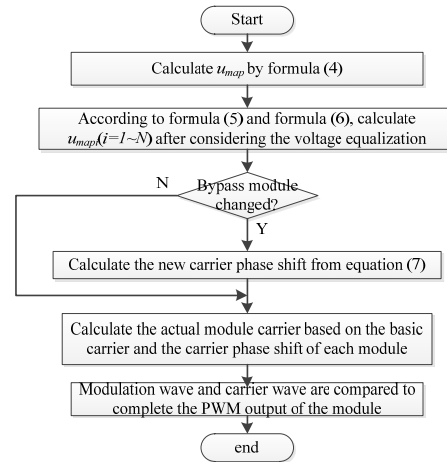 Start
Calculate umap by formula (4)
According to formula (5) and formula (6), calculate
umapi(i=1~N) after considering the voltage equalization
N
Bypass module
changed?
Y
Calculate the new carrier phase shift from equation (7)
Calculate the actual module carrier based on the basic
carrier and the carrier phase shift of each module
Modulation wave and carrier wave are compared to
complete the PWM output of the module
end